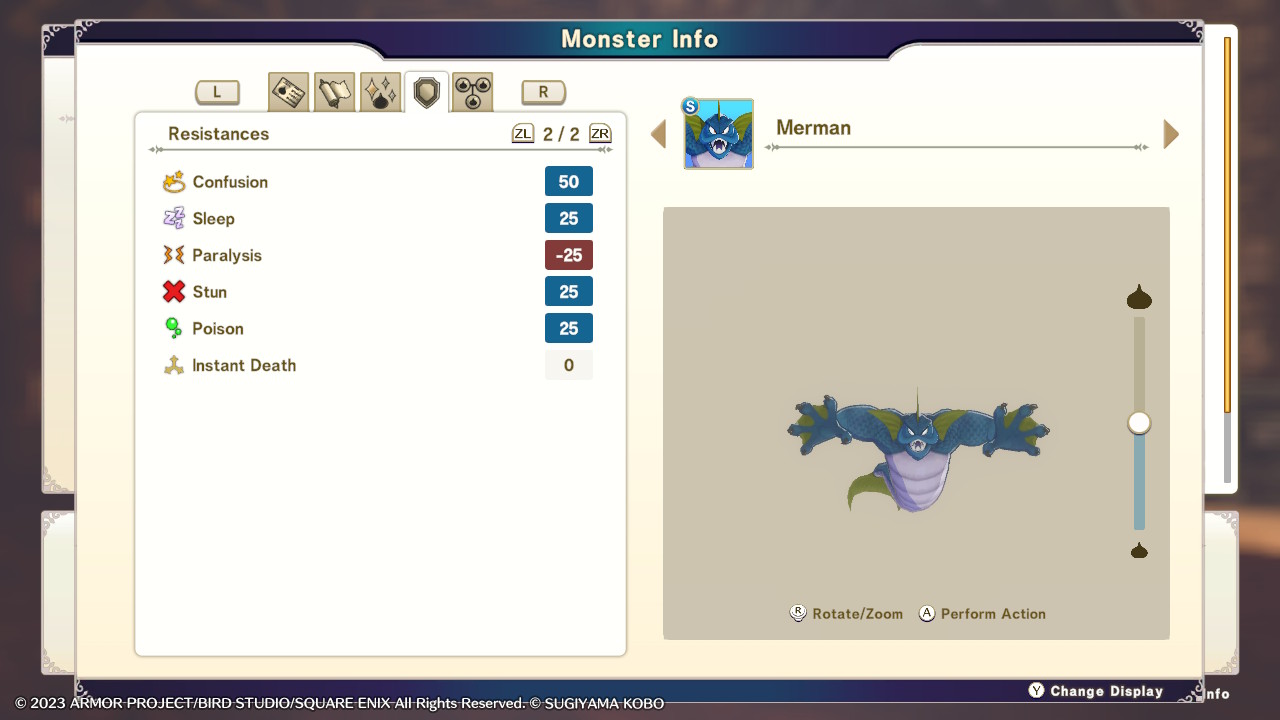 Monster Info
L
R
Resistances
ZL 2 / 2 ZR
Confusion 50
Sleep 25
Paralysis -25
Stun 25
Poison 25
Instant Death 0
S
Merman
R Rotate/Zoom A Perform Action
Y Change Display
Info
© 2023 ARMOR PROJECT/BIRD STUDIO/SQUARE ENIX All Rights Reserved. © SUGIYAMA KOBO